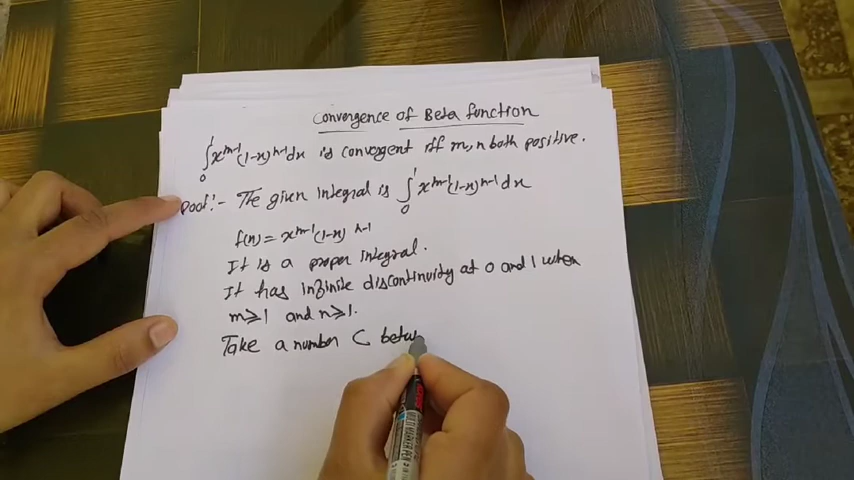 Convergence of Beta function
∫₀¹ x^{m-1} (1-x)^{n-1} dx is convergent iff m, n both positive.
Proof:- The given integral is ∫₀¹ x^{m-1} (1-x)^{n-1} dx
f(x) = x^{m-1} (1-x)^{n-1}
It is a proper integral.
It has infinite discontinuity at 0 and 1 when
m≥1 and n≥1.
Take a number C betw